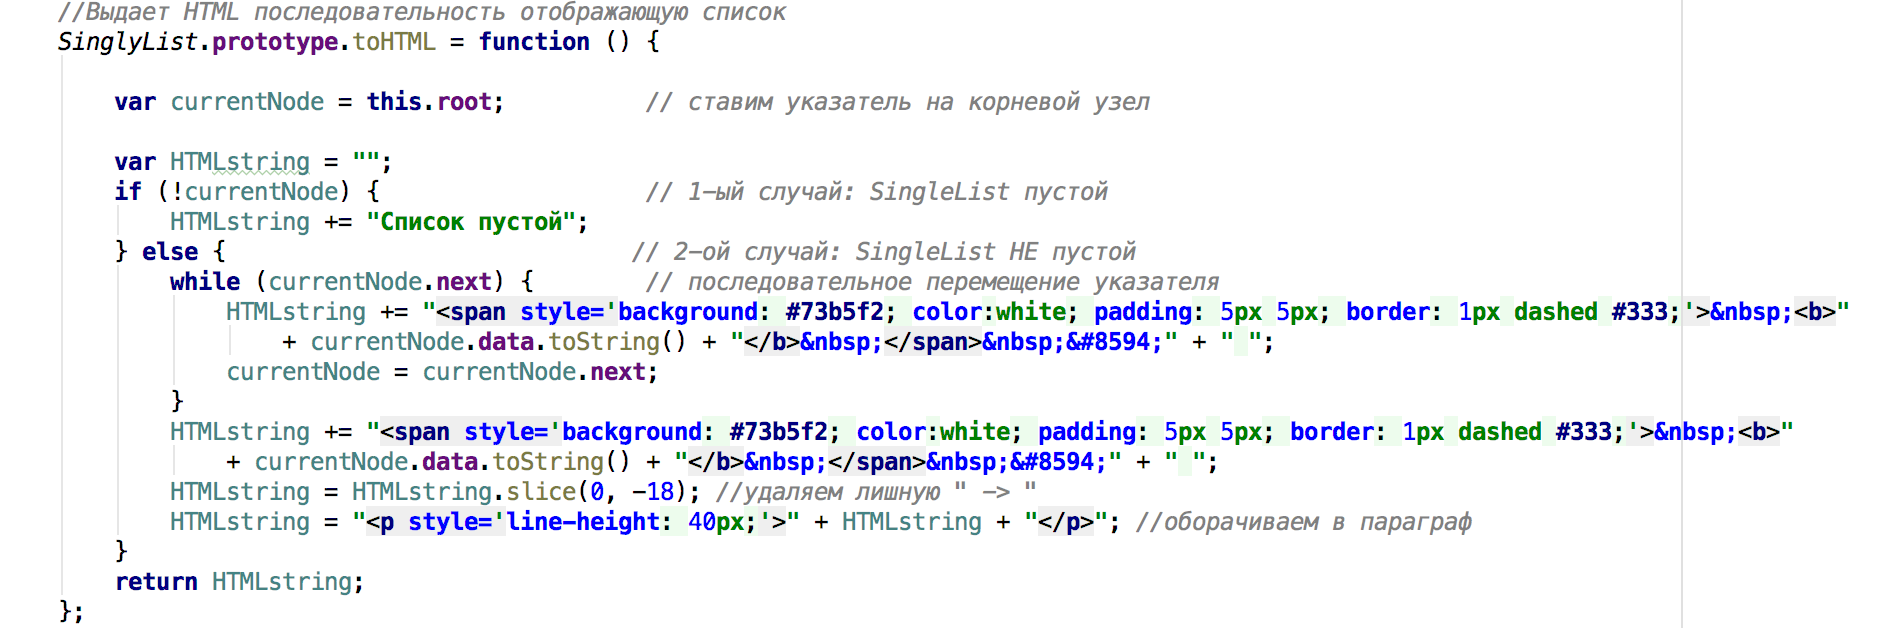 //Выдает HTML последовательность отображающую список
SinglyList.prototype.toHTML = function () {
var currentNode = this.root; // ставим указатель на корневой узел
var HTMLstring = "";
if (!currentNode) { // 1-ый случай: SingleList пустой
HTMLstring += "Список пустой";
} else { // 2-ой случай: SingleList НЕ пустой
while (currentNode.next) { // последовательное перемещение указателя
HTMLstring += "<span style='background: #73b5f2; color:white; padding: 5px 5px; border: 1px dashed #333;'>&nbsp;<b>"
+ currentNode.data.toString() + "</b>&nbsp;</span>&nbsp;&#8594;" + " ";
currentNode = currentNode.next;
}
HTMLstring += "<span style='background: #73b5f2; color:white; padding: 5px 5px; border: 1px dashed #333;'>&nbsp;<b>"
+ currentNode.data.toString() + "</b>&nbsp;</span>&nbsp;&#8594;" + " ";
HTMLstring = HTMLstring.slice(0, -18); //удаляем лишную " -> "
HTMLstring = "<p style='line-height: 40px;'>" + HTMLstring + "</p>"; //оборачиваем в параграф
}
return HTMLstring;
};